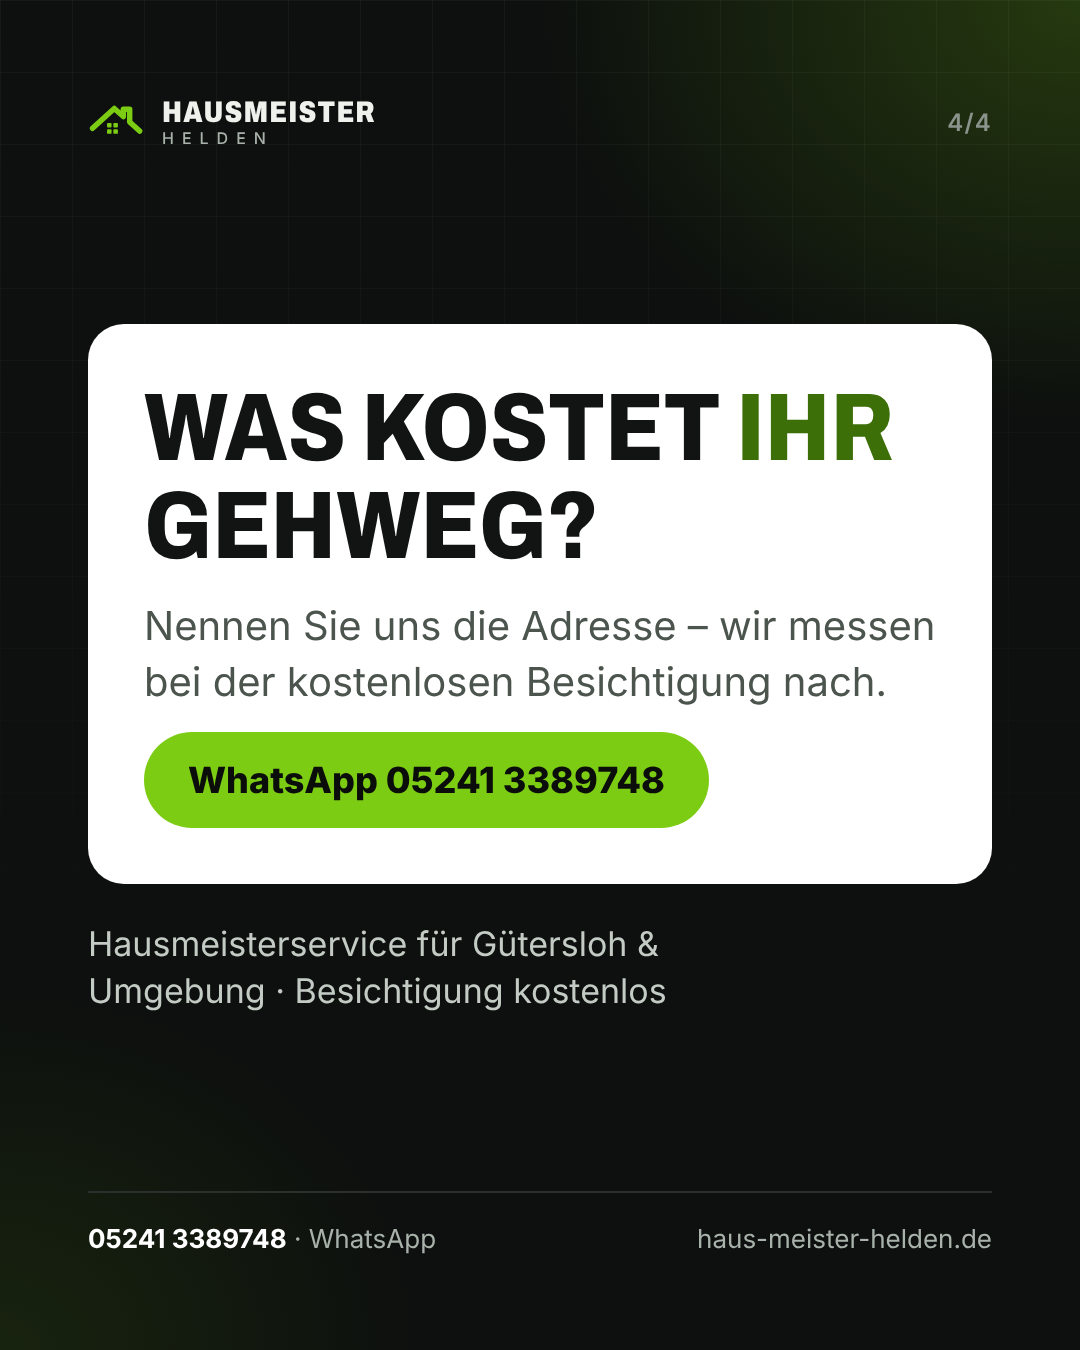 HAUSMEISTER
HELDEN
4/4
WAS KOSTET IHR
GEHWEG?
Nennen Sie uns die Adresse – wir messen
bei der kostenlosen Besichtigung nach.
WhatsApp 05241 3389748
Hausmeisterservice für Gütersloh &
Umgebung · Besichtigung kostenlos
05241 3389748 · WhatsApp
haus-meister-helden.de